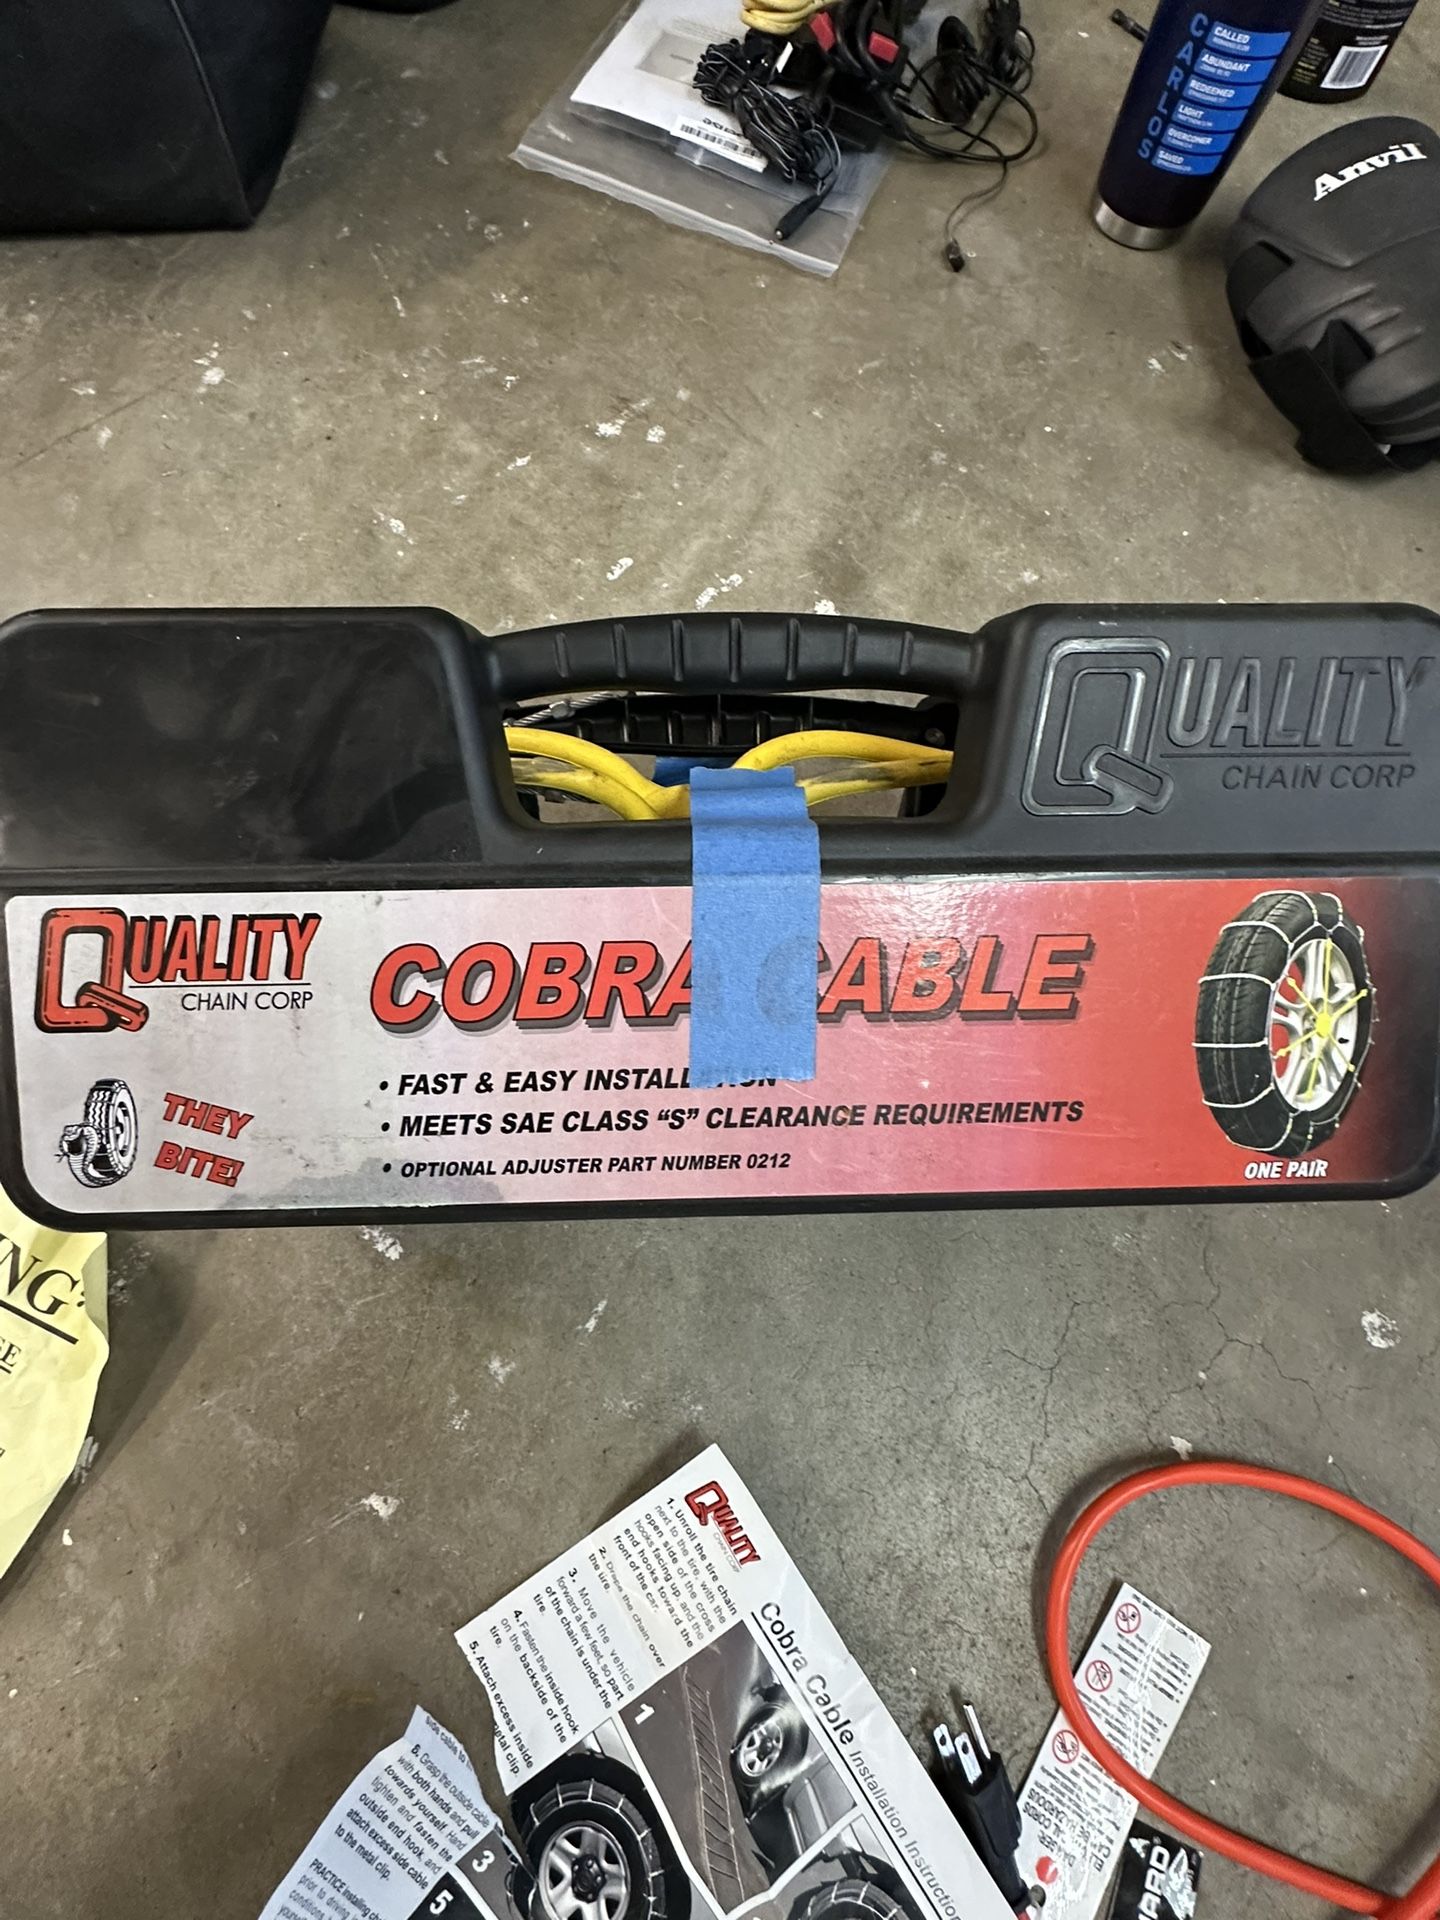 CARLOS
CALLED
ABUNDANT
REDEEMED
LIGHT
OVERCOMER
SAVED
Anvil
QUALITY
CHAIN CORP
QUALITY
CHAIN CORP
COBRA CABLE
• FAST & EASY INSTALL
• MEETS SAE CLASS “S” CLEARANCE REQUIREMENTS
• OPTIONAL ADJUSTER PART NUMBER 0212
THEY
BITE!
ONE PAIR
QUALITY
CHAIN CORP
1. Unroll the tire chain
next to the tire, with the
open side of the cross
hooks facing up, and the
end hooks toward the
front of the car.
2. Drape the chain over
the tire.
3. Move the vehicle
forward a few feet, so part
of the chain is under the
tire.
4. Fasten the inside hook
on the backside of the
tire.
5. Attach excess inside
clip.
Cobra Cable Installation Instruction
1
6. Grasp the outside cable
with both hands and pull
towards yourself. Hand
tighten and fasten the
outside end hook, and
attach excess side cable
to the metal clip.
3
5